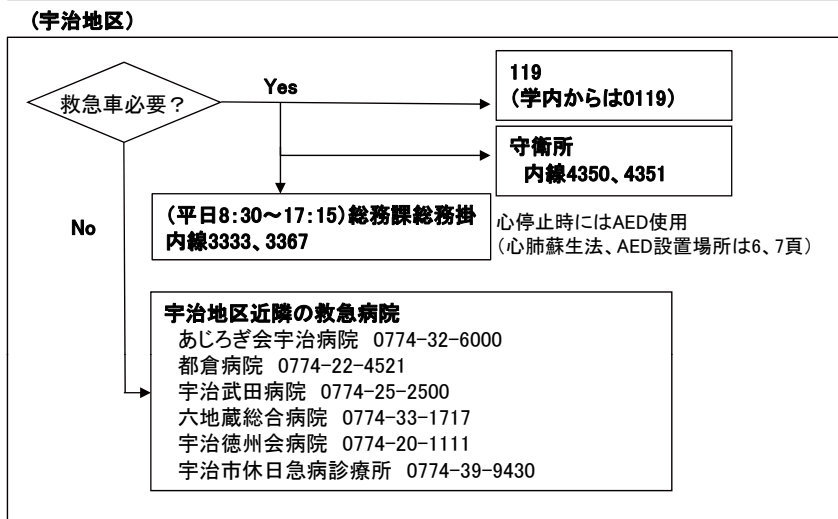 (宇治地区)
救急車必要?
Yes
119
(学内からは0119)
守衛所
内線4350、4351
No
(平日8:30～17:15)総務課総務掛
内線3333、3367
心停止時にはAED使用
(心肺蘇生法、AED設置場所は6、7頁)
宇治地区近隣の救急病院
あじろぎ会宇治病院 0774-32-6000
都倉病院 0774-22-4521
宇治武田病院 0774-25-2500
六地蔵総合病院 0774-33-1717
宇治徳州会病院 0774-20-1111
宇治市休日急病診療所 0774-39-9430